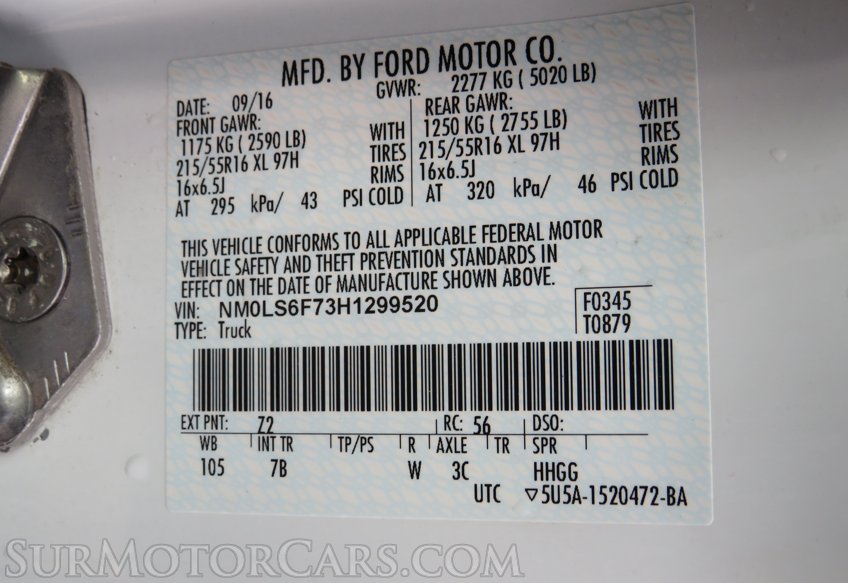 MFD. BY FORD MOTOR CO.
DATE: 09/16 GVWR: 2277 KG ( 5020 LB)
FRONT GAWR: REAR GAWR:
1175 KG ( 2590 LB) WITH 1250 KG ( 2755 LB) WITH
215/55R16 XL 97H TIRES 215/55R16 XL 97H TIRES
16x6.5J RIMS 16x6.5J RIMS
AT 295 kPa/ 43 PSI COLD AT 320 kPa/ 46 PSI COLD
THIS VEHICLE CONFORMS TO ALL APPLICABLE FEDERAL MOTOR
VEHICLE SAFETY AND THEFT PREVENTION STANDARDS IN
EFFECT ON THE DATE OF MANUFACTURE SHOWN ABOVE.
VIN: NM0LS6F73H1299520 F0345
TYPE: Truck T0879
EXT PNT: Z2 RC: 56 DSO:
WB INT TR TP/PS R AXLE TR SPR
105 7B W 3C HHGG
UTC ▽5U5A-1520472-BA
SURMOTORCARS.COM